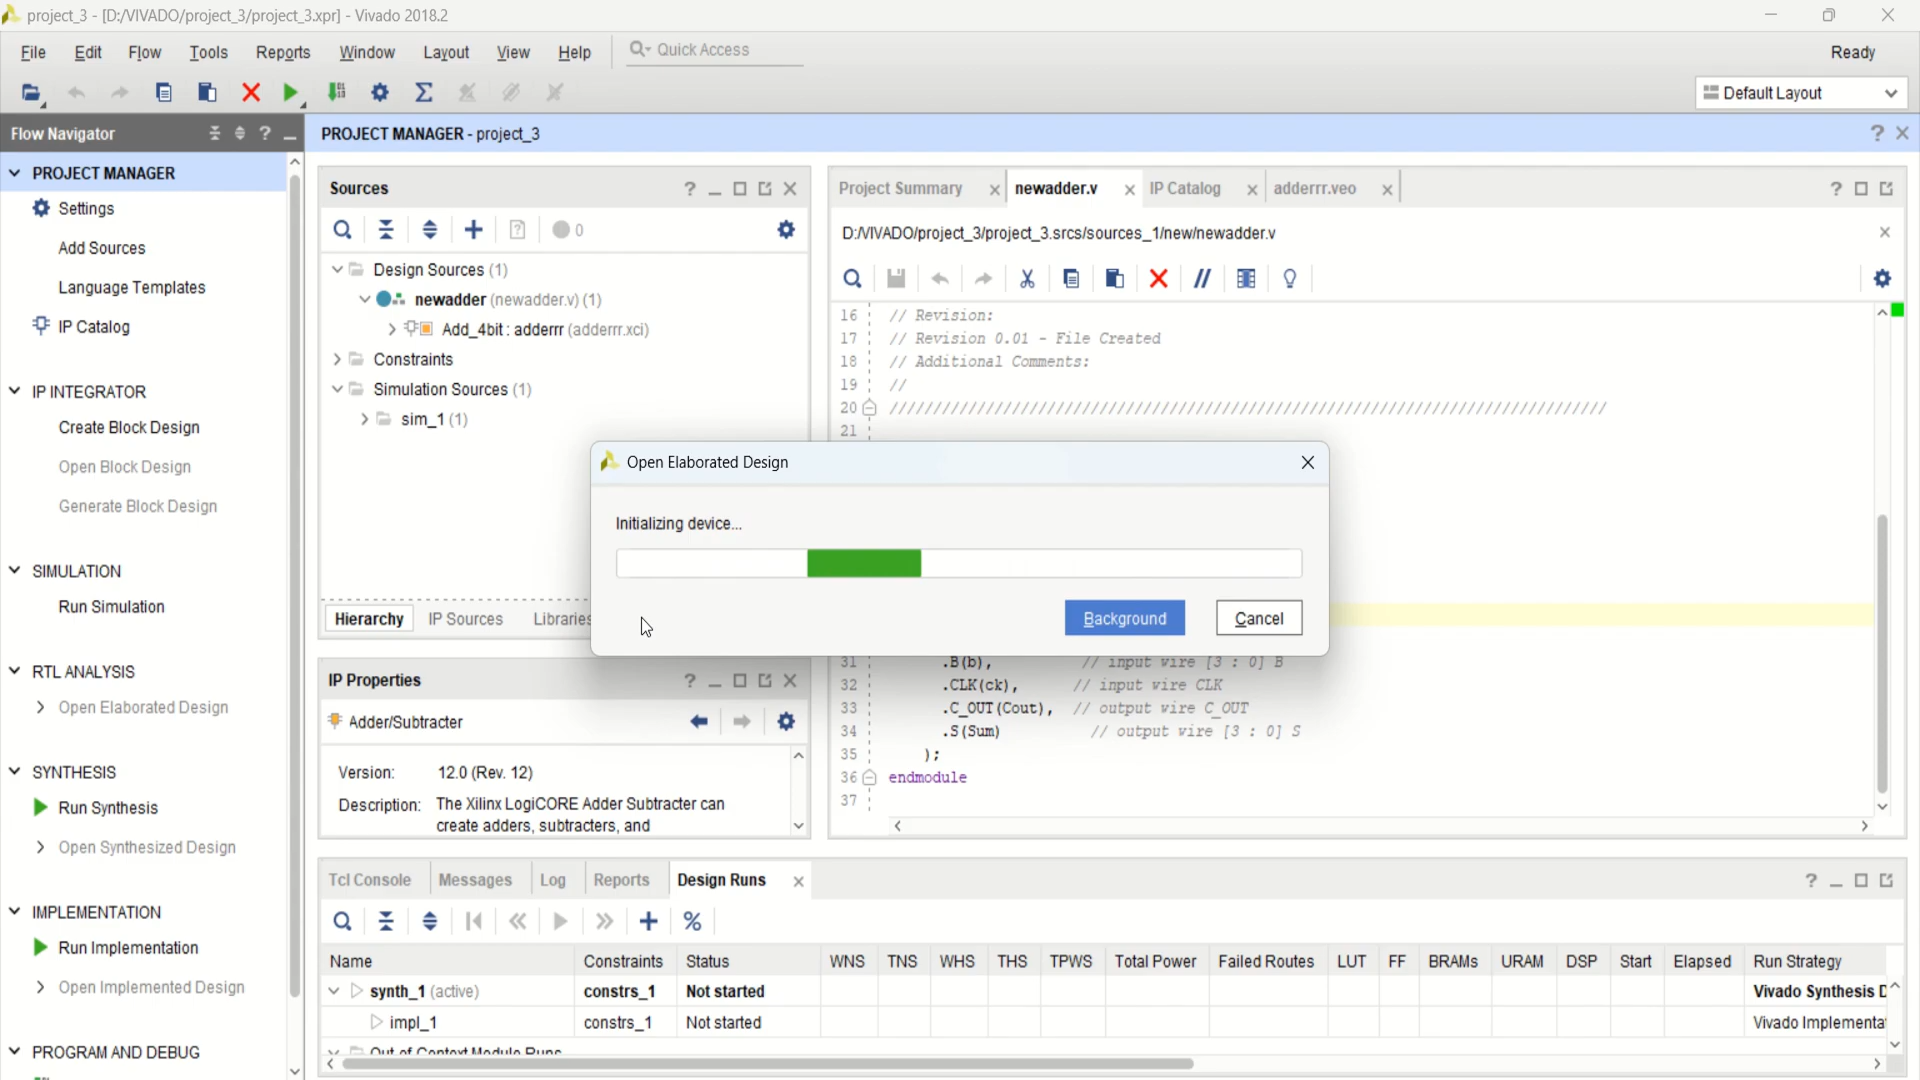 project_3 - [D:/VIVADO/project_3/project_3.xpr] - Vivado 2018.2
File Edit Flow Tools Reports Window Layout View Help Quick Access Ready
Default Layout
Flow Navigator
PROJECT MANAGER - project_3
PROJECT MANAGER
Settings
Add Sources
Language Templates
IP Catalog
IP INTEGRATOR
Create Block Design
Open Block Design
Generate Block Design
SIMULATION
Run Simulation
RTL ANALYSIS
Open Elaborated Design
SYNTHESIS
Run Synthesis
Open Synthesized Design
IMPLEMENTATION
Run Implementation
Open Implemented Design
PROGRAM AND DEBUG
Sources
0
Design Sources (1)
newadder (newadder.v) (1)
Add_4bit : adderrr (adderrr.xci)
Constraints
Simulation Sources (1)
sim_1 (1)
Hierarchy IP Sources Libraries
IP Properties
Adder/Subtracter
Version: 12.0 (Rev. 12)
Description: The Xilinx LogiCORE Adder Subtracter can
create adders, subtracters, and
Project Summary newadder.v IP Catalog adderrr.veo
D:/VIVADO/project_3/project_3.srcs/sources_1/new/newadder.v
16 // Revision:
17 // Revision 0.01 - File Created
18 // Additional Comments:
19 //
20 //////////////////////////////////////////////////////////////////////////////////
21
31 .B(b), // input wire [3 : 0] B
32 .CLK(ck), // input wire CLK
33 .C_OUT(Cout), // output wire C_OUT
34 .S(Sum) // output wire [3 : 0] S
35 );
36 endmodule
37
Open Elaborated Design
Initializing device...
Background Cancel
Tcl Console Messages Log Reports Design Runs
Name Constraints Status WNS TNS WHS THS TPWS Total Power Failed Routes LUT FF BRAMs URAM DSP Start Elapsed Run Strategy
synth_1 (active) constrs_1 Not started Vivado Synthesis D
impl_1 constrs_1 Not started Vivado Implementa
Out of Context Module Runs